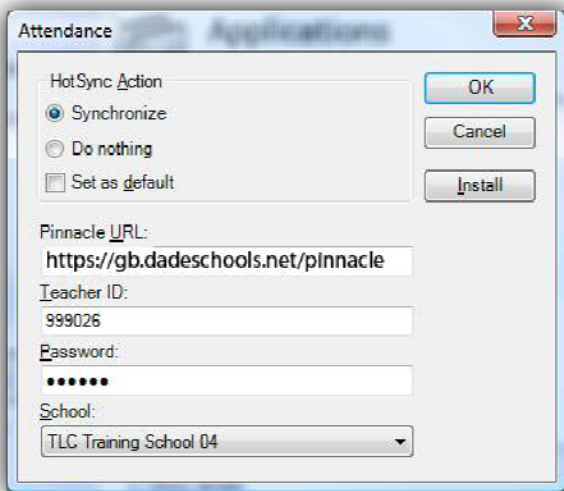 Applications
Attendance
HotSync Action
Synchronize
Do nothing
Set as default
OK
Cancel
Install
Pinnacle URL:
https://gb.dadeschools.net/pinnacle
Teacher ID:
999026
Password:
••••••
School:
TLC Training School 04